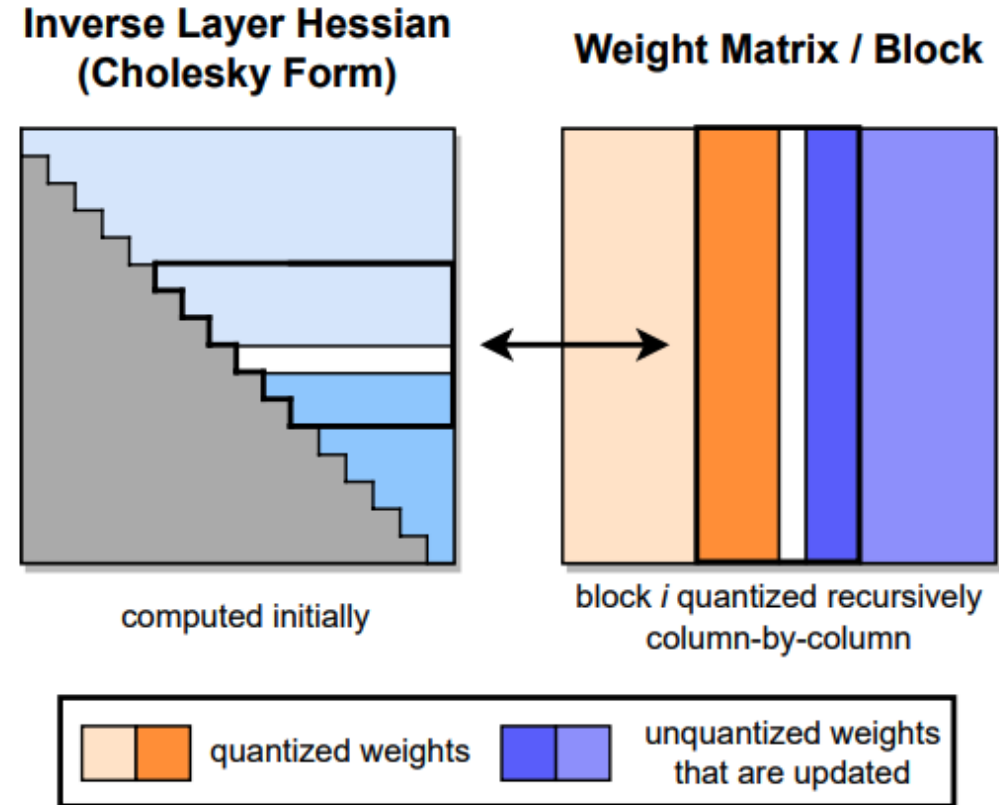 Inverse Layer Hessian
(Cholesky Form)
Weight Matrix / Block
computed initially
block i quantized recursively
column-by-column
quantized weights
unquantized weights
that are updated